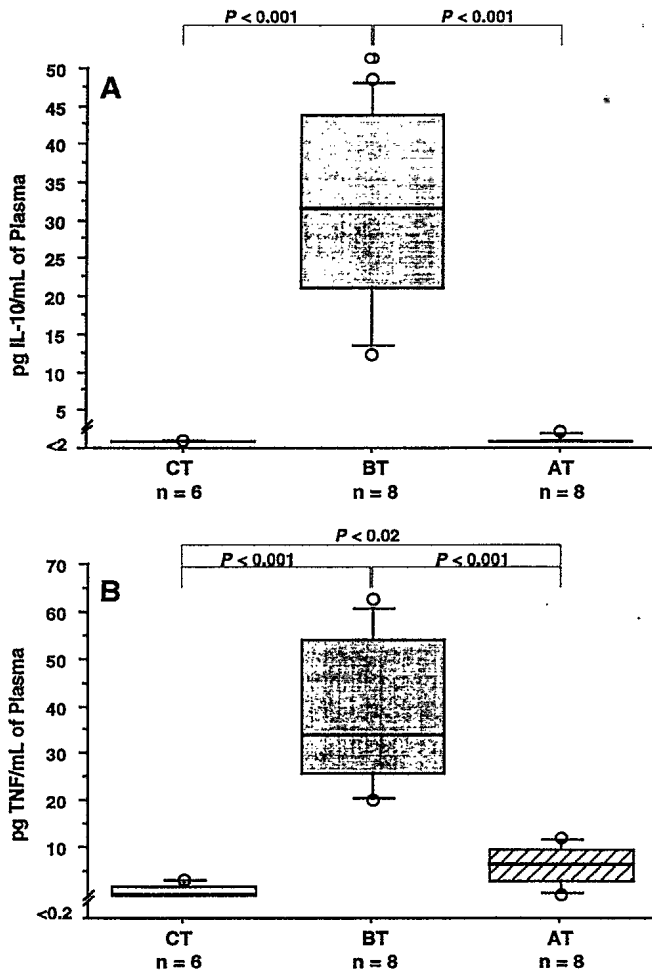 P < 0.001 P < 0.001
A
pg IL-10/mL of Plasma
50
45
40
35
30
25
20
15
10
5
<2
CT BT AT
n = 6 n = 8 n = 8
P < 0.02
P < 0.001 P < 0.001
B
pg TNF/mL of Plasma
70
60
50
40
30
20
10
<0.2
CT BT AT
n = 6 n = 8 n = 8